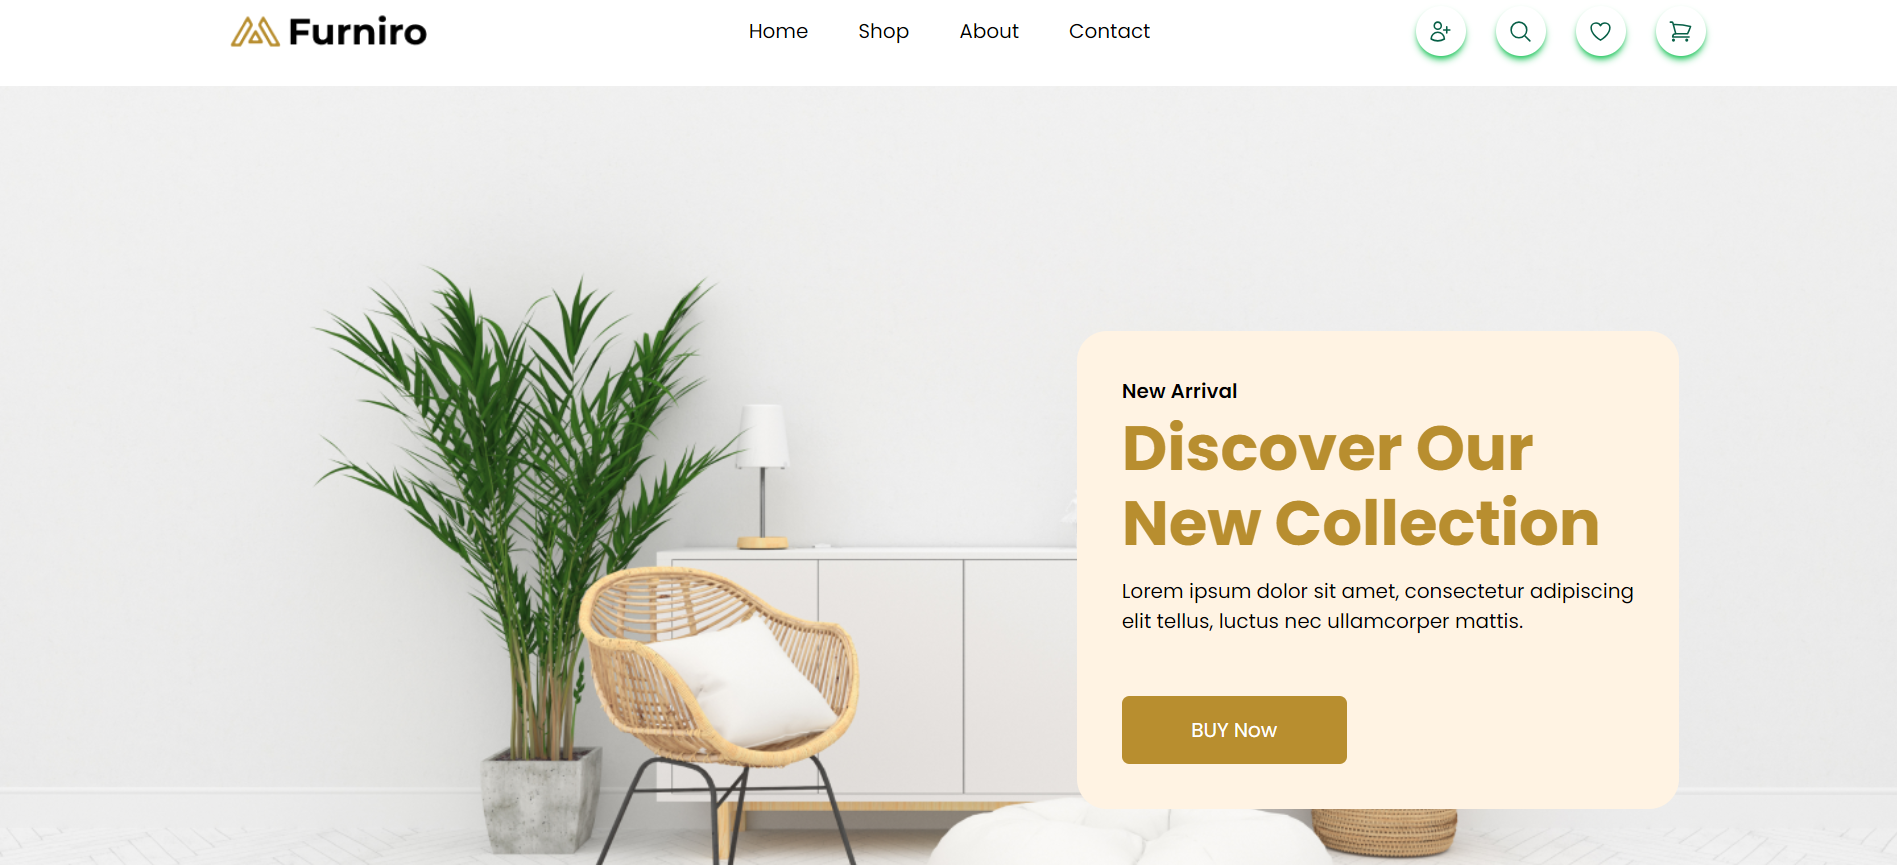 Furniro
Home Shop About Contact
New Arrival
Discover Our
New Collection
Lorem ipsum dolor sit amet, consectetur adipiscing
elit tellus, luctus nec ullamcorper mattis.
BUY Now